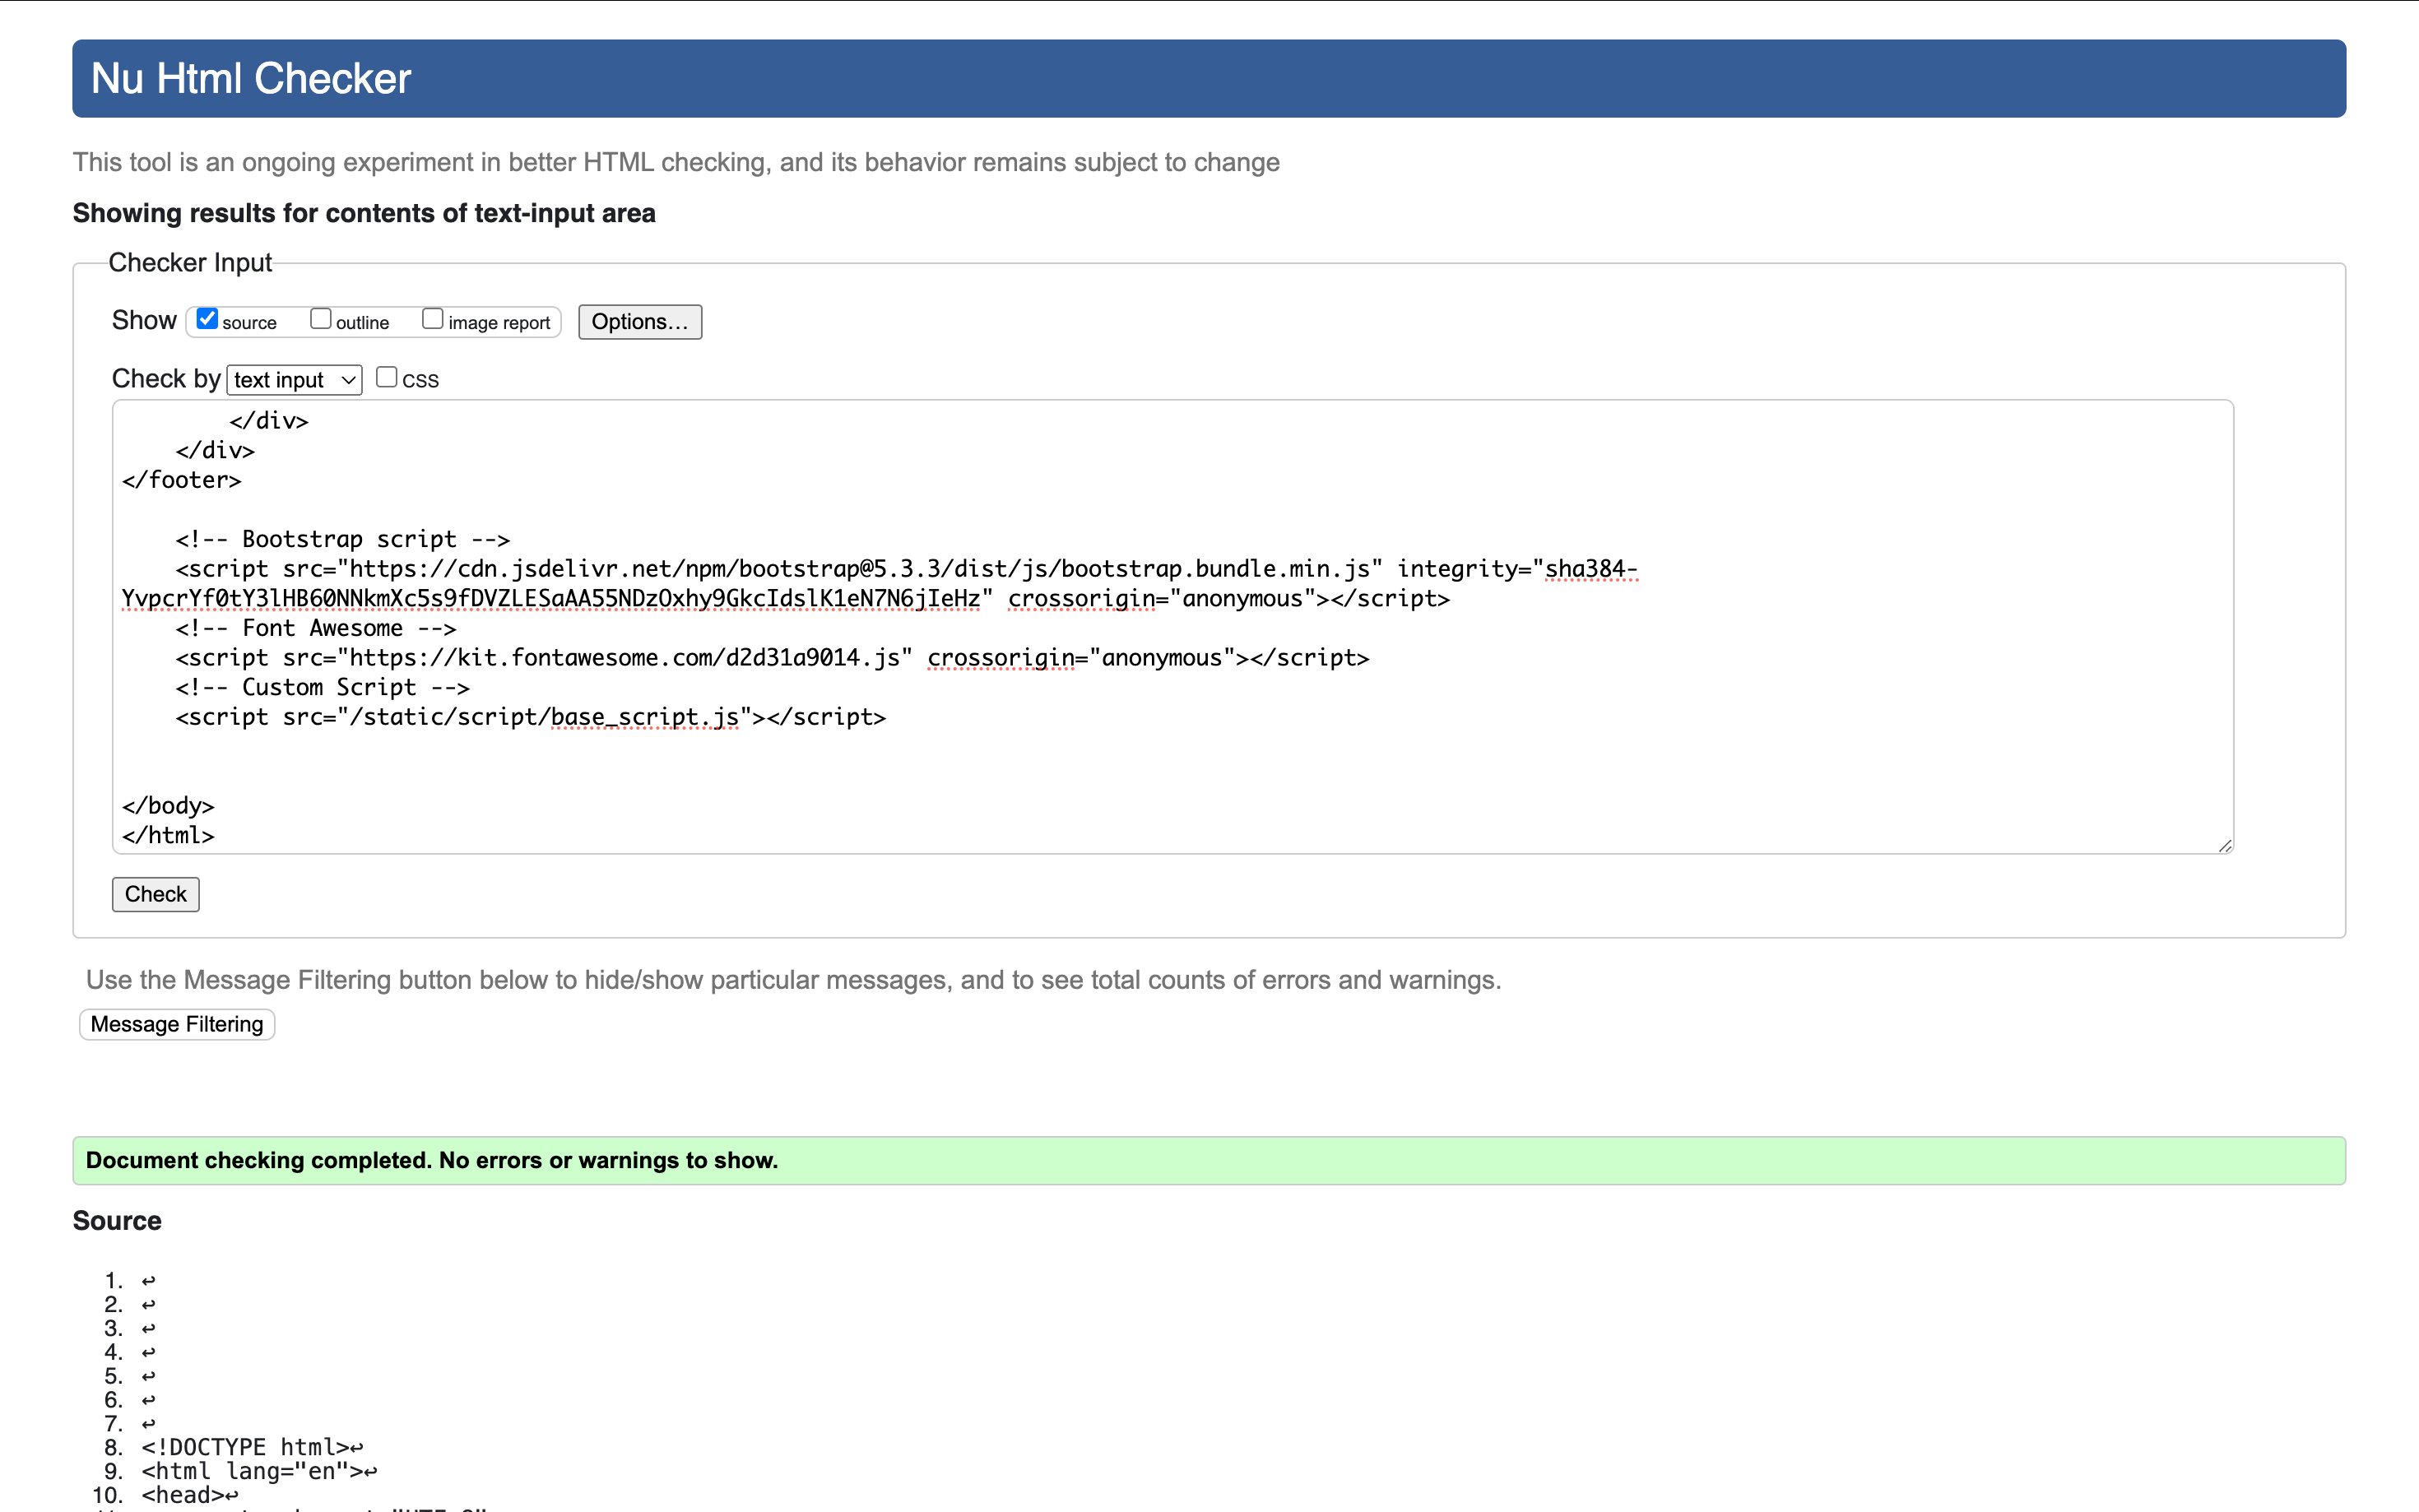 Nu Html Checker
This tool is an ongoing experiment in better HTML checking, and its behavior remains subject to change
Showing results for contents of text-input area
Checker Input
Show source outline image report Options...
Check by text input CSS
</div>
</div>
</footer>
<!-- Bootstrap script -->
<script src="https://cdn.jsdelivr.net/npm/bootstrap@5.3.3/dist/js/bootstrap.bundle.min.js" integrity="sha384-
YvpcrYf0tY3lHB60NNkmXc5s9fDVZLESaAA55NDzOxhy9GkcIdslK1eN7N6jIeHz" crossorigin="anonymous"></script>
<!-- Font Awesome -->
<script src="https://kit.fontawesome.com/d2d31a9014.js" crossorigin="anonymous"></script>
<!-- Custom Script -->
<script src="/static/script/base_script.js"></script>
</body>
</html>
Check
Use the Message Filtering button below to hide/show particular messages, and to see total counts of errors and warnings.
Message Filtering
Document checking completed. No errors or warnings to show.
Source
1. ↩
2. ↩
3. ↩
4. ↩
5. ↩
6. ↩
7. ↩
8. <!DOCTYPE html>↩
9. <html lang="en">↩
10. <head>↩